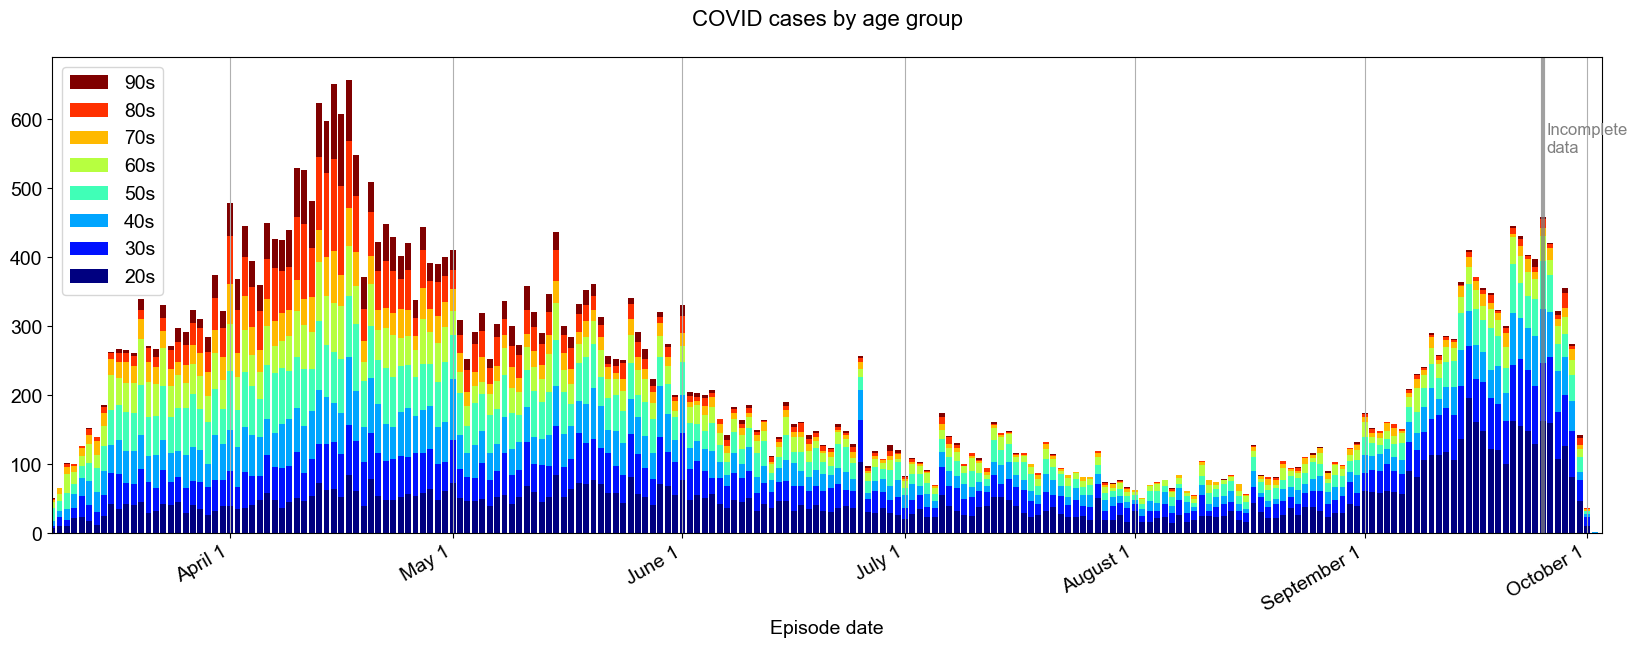 COVID cases by age group
90s
80s
70s
60s
50s
40s
30s
20s
600
500
400
300
200
100
0
Incomplete
data
April 1
May 1
June 1
July 1
August 1
September 1
October 1
Episode date